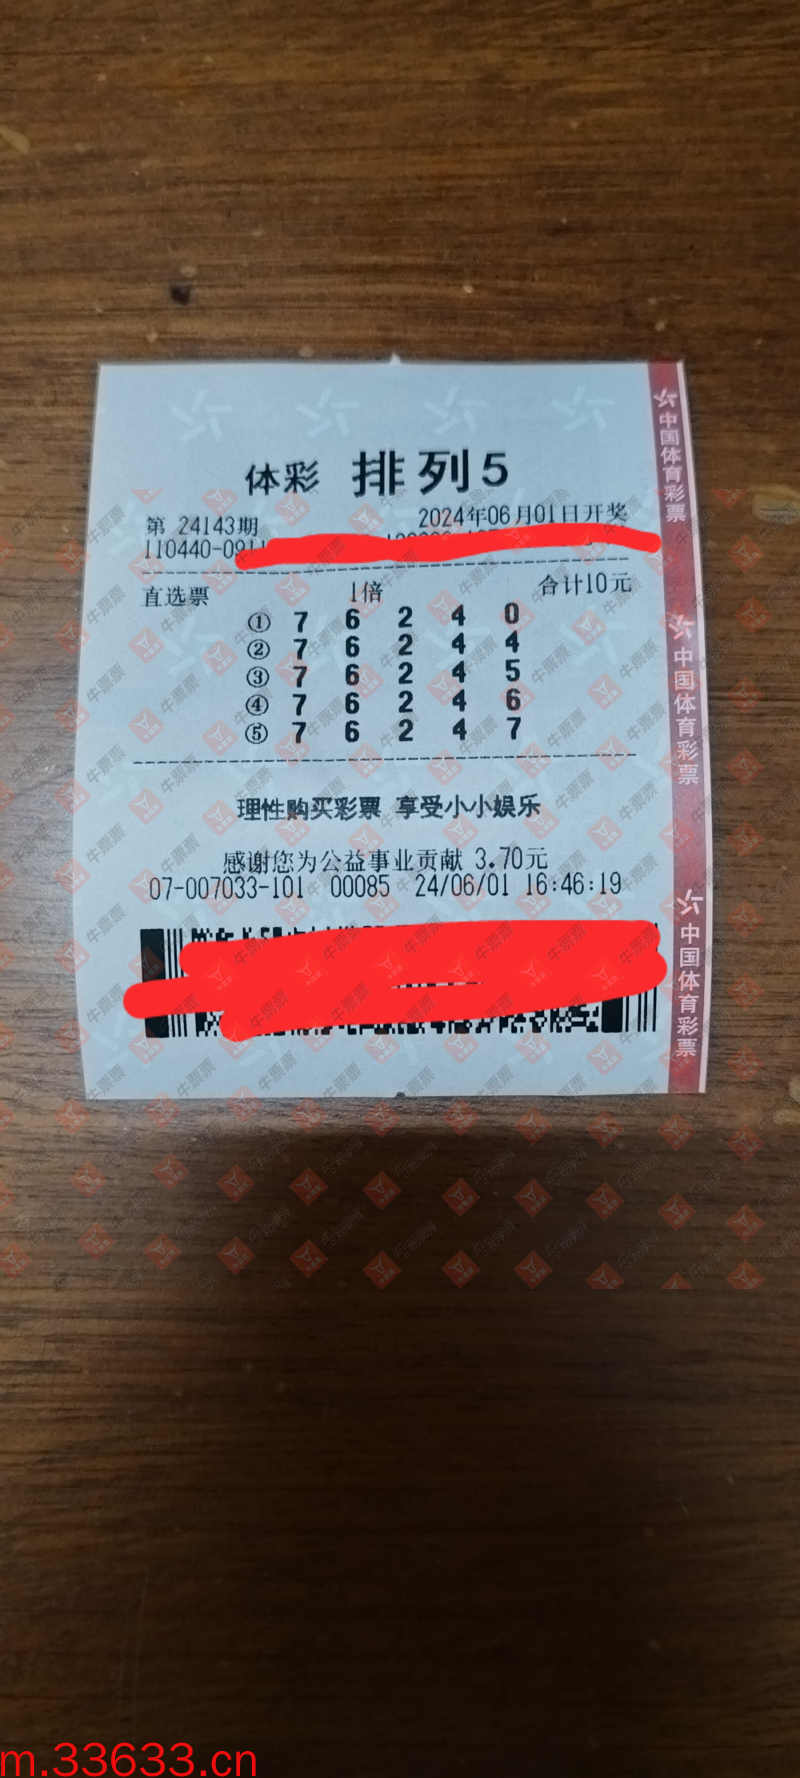 体彩 排列5
第 24143期 2024年06月01日开奖
110440-0911
直选票 1倍 合计10元
① 7 6 2 4 0
② 7 6 2 4 4
③ 7 6 2 4 5
④ 7 6 2 4 6
⑤ 7 6 2 4 7
理性购买彩票 享受小小娱乐
感谢您为公益事业贡献 3.70元
07-007033-101 00085 24/06/01 16:46:19
中国体育彩票
中国体育彩票
中国体育彩票
牛票票
m.33633.cn